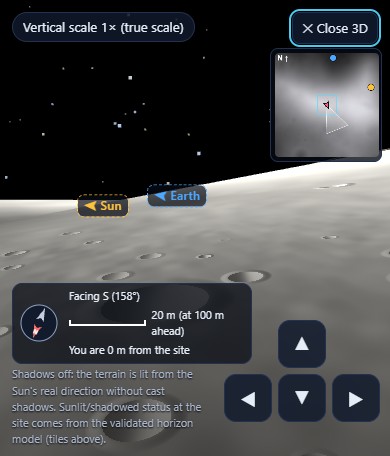 Vertical scale 1× (true scale)
✕ Close 3D
N ↑
Sun
Earth
Facing S (158°)
20 m (at 100 m
ahead)
You are 0 m from the site
Shadows off: the terrain is lit from the
Sun's real direction without cast
shadows. Sunlit/shadowed status at the
site comes from the validated horizon
model (tiles above).